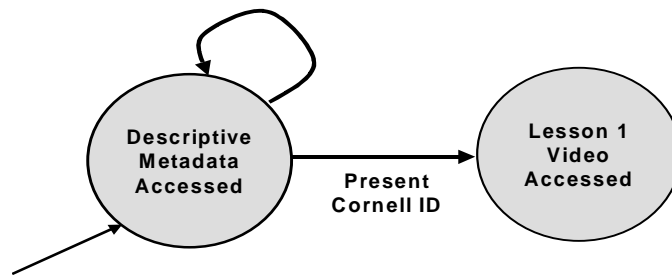 Descriptive
Metadata
Accessed
Present
Cornell ID
Lesson 1
Video
Accessed